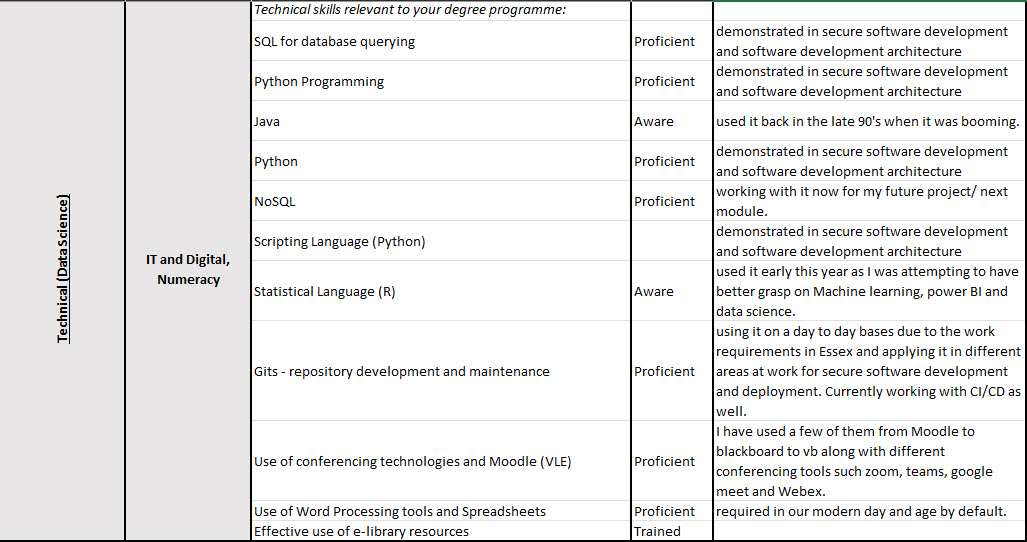 Technical skills relevant to your degree programme:
SQL for database querying
Proficient
demonstrated in secure software development
and software development architecture
Python Programming
Proficient
demonstrated in secure software development
and software development architecture
Java
Aware
used it back in the late 90's when it was booming.
Python
Proficient
demonstrated in secure software development
and software development architecture
NoSQL
Proficient
working with it now for my future project/ next
module.
Technical (Data Science)
IT and Digital,
Numeracy
Scripting Language (Python)
demonstrated in secure software development
and software development architecture
Statistical Language (R)
Aware
used it early this year as I was attempting to have
better grasp on Machine learning, power BI and
data science.
Gits - repository development and maintenance
Proficient
using it on a day to day bases due to the work
requirements in Essex and applying it in different
areas at work for secure software development
and deployment. Currently working with CI/CD as
well.
Use of conferencing technologies and Moodle (VLE)
Proficient
I have used a few of them from Moodle to
blackboard to vb along with different
conferencing tools such zoom, teams, google
meet and Webex.
Use of Word Processing tools and Spreadsheets
Proficient
required in our modern day and age by default.
Effective use of e-library resources
Trained